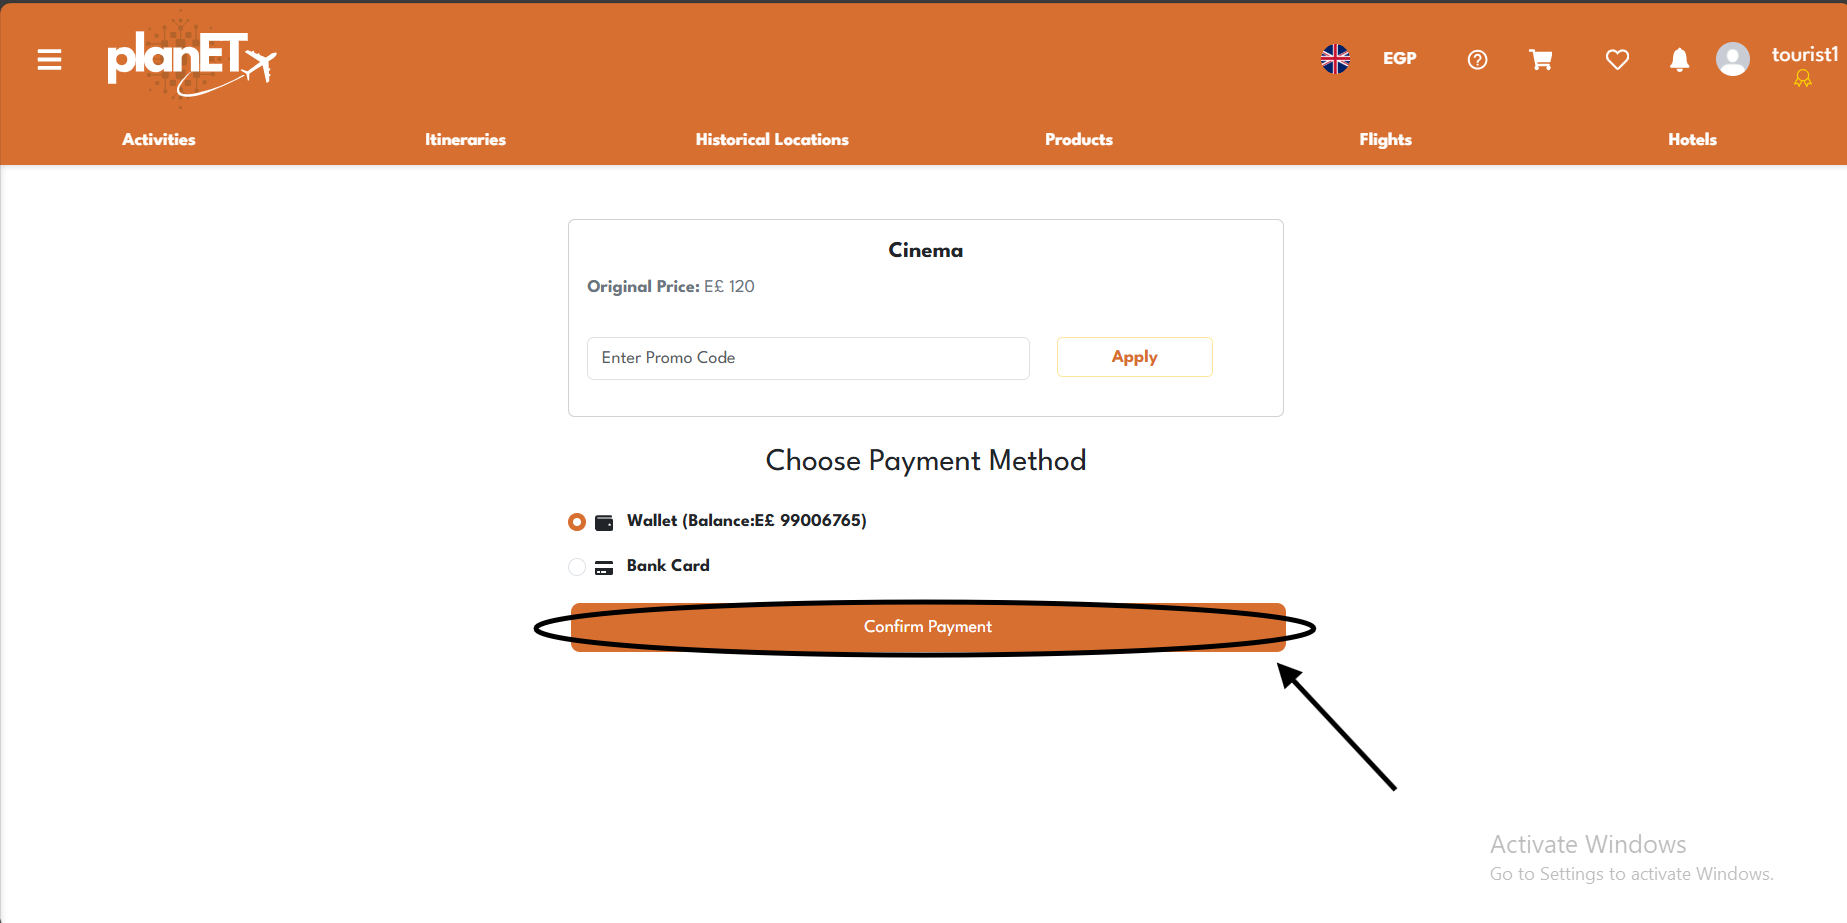 planET
EGP
tourist1
Activities Itineraries Historical Locations Products Flights Hotels
Cinema
Original Price: E£ 120
Enter Promo Code Apply
Choose Payment Method
Wallet (Balance:E£ 99006765)
Bank Card
Confirm Payment
Activate Windows
Go to Settings to activate Windows.